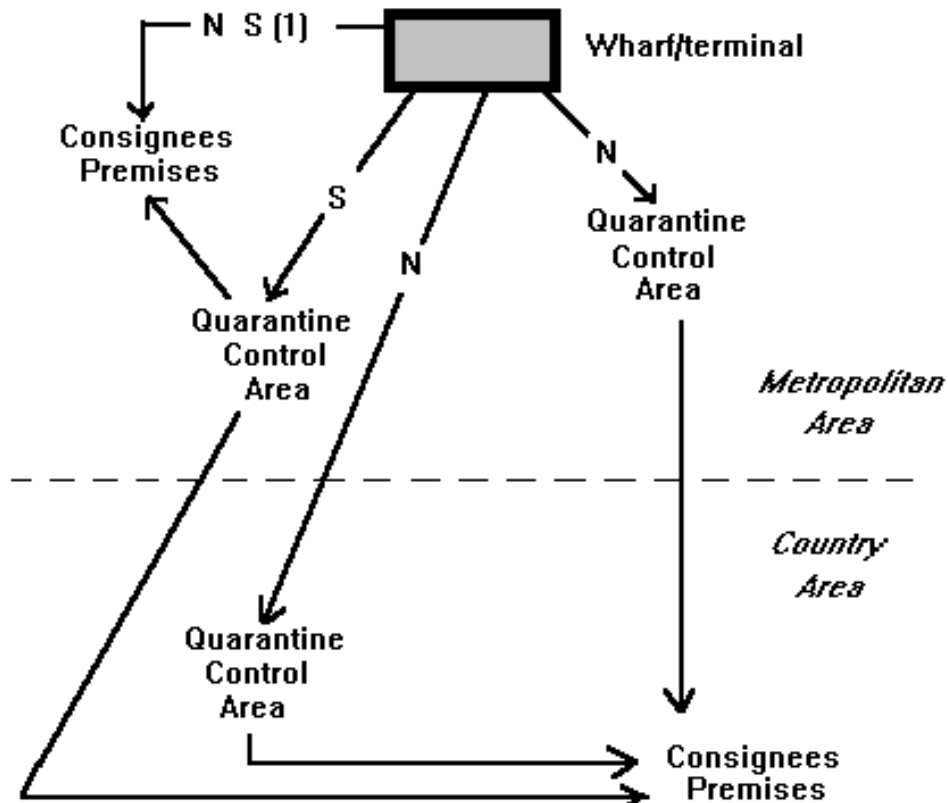 N S (1)
Wharf/terminal
Consignees
Premises
N
S
Quarantine
Control
Area
N
Quarantine
Control
Area
Metropolitan
Area
Country
Area
Quarantine
Control
Area
Consignees
Premises